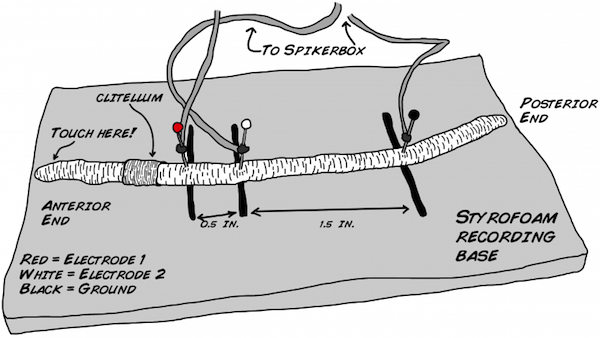 To Spikerbox
clitellum
Touch here!
Posterior
End
Anterior
End
0.5 in.
1.5 in.
Styrofoam
recording
base
Red = Electrode 1
White = Electrode 2
Black = Ground